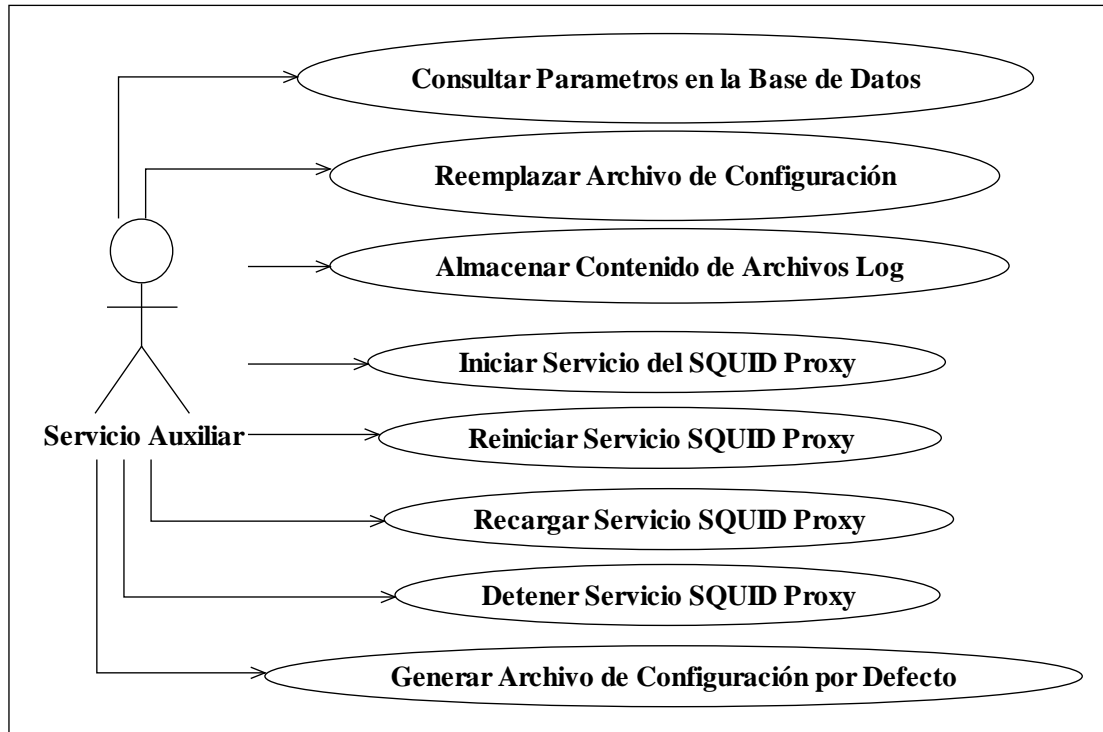 Consultar Parametros en la Base de Datos
Reemplazar Archivo de Configuración
Almacenar Contenido de Archivos Log
Iniciar Servicio del SQUID Proxy
Servicio Auxiliar
Reiniciar Servicio SQUID Proxy
Recargar Servicio SQUID Proxy
Detener Servicio SQUID Proxy
Generar Archivo de Configuración por Defecto